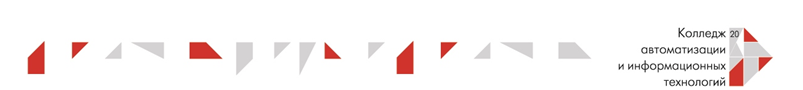 Колледж 20
автоматизации
и информационных
технологий